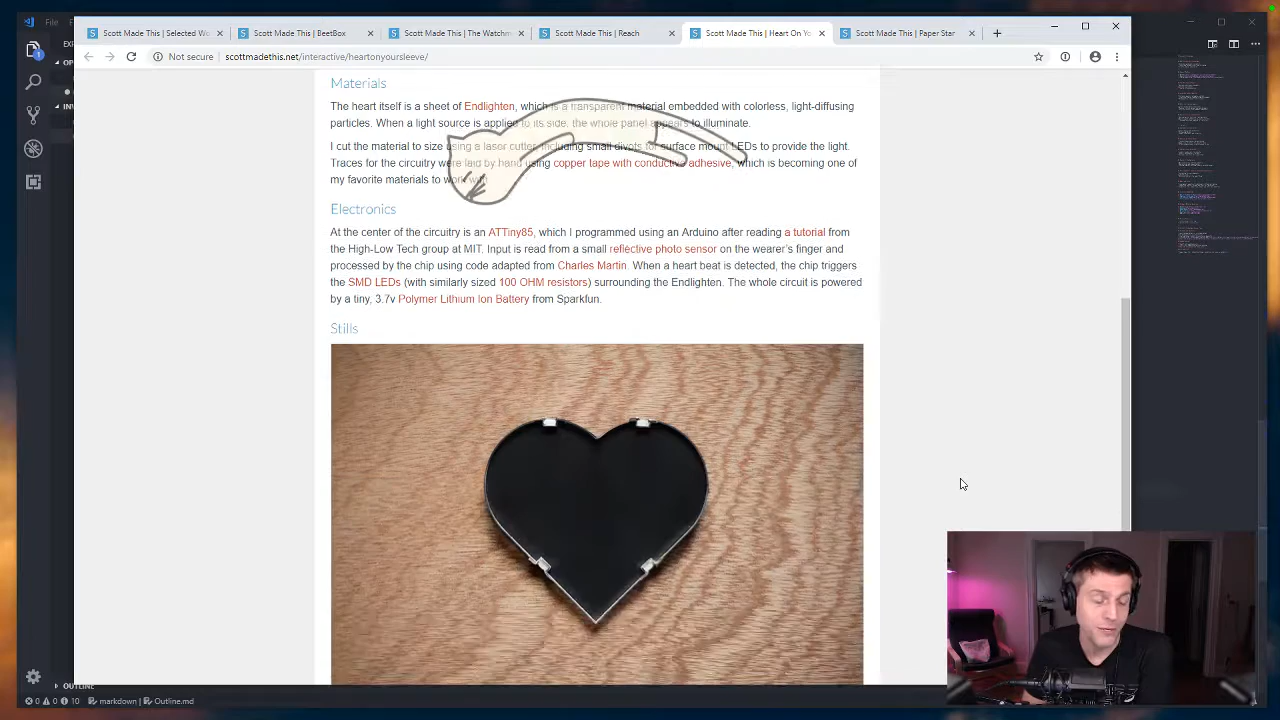 File
Scott Made This | Selected Wo
Scott Made This | BeetBox
Scott Made This | The Watchm
Scott Made This | Reach
Scott Made This | Heart On Yo
Scott Made This | Paper Star
Not secure
scottmadethis.net/interactive/heartonyoursleeve/
Materials
The heart itself is a sheet of Endlighten, which is a transparent material embedded with colorless, light-diffusing
particles. When a light source is applied to its side, the whole panel appears to illuminate.
I cut the material to size using a laser cutter, including small divots for surface mount LEDs to provide the light.
Traces for the circuitry were laid by hand using copper tape with conductive adhesive, which is becoming one of
my favorite materials to work with.
Electronics
At the center of the circuitry is an ATTiny85, which I programmed using an Arduino after reading a tutorial from
the High-Low Tech group at MIT. Input is read from a small reflective photo sensor on the wearer's finger and
processed by the chip using code adapted from Charles Martin. When a heart beat is detected, the chip triggers
the SMD LEDs (with similarly sized 100 OHM resistors) surrounding the Endlighten. The whole circuit is powered
by a tiny, 3.7v Polymer Lithium Ion Battery from Sparkfun.
Stills
OUTLINE
0 0 10 markdown | Outline.md